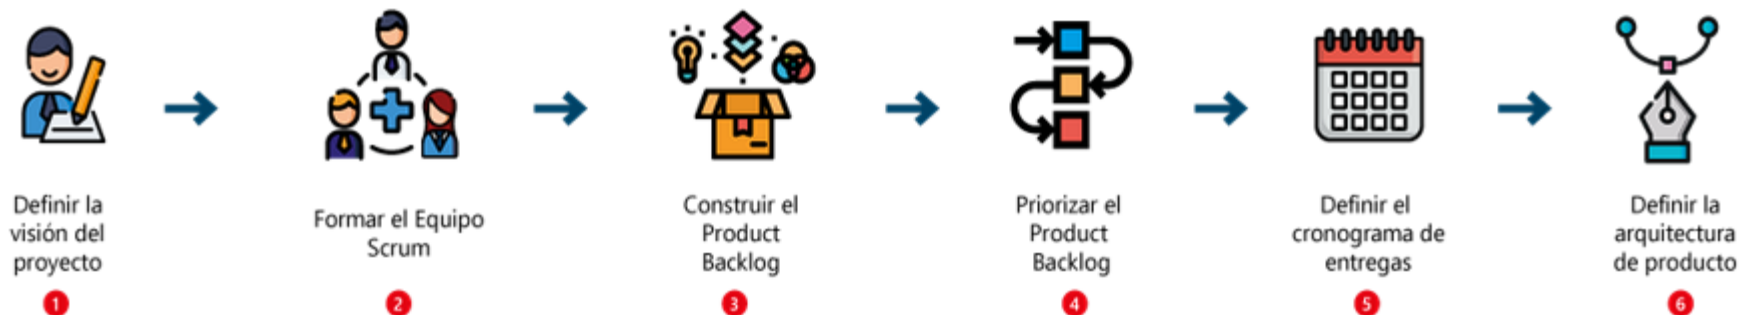 Definir la
visión del
proyecto
1
Formar el Equipo
Scrum
2
Construir el
Product
Backlog
3
Priorizar el
Product
Backlog
4
Definir el
cronograma de
entregas
5
Definir la
arquitectura
de producto
6